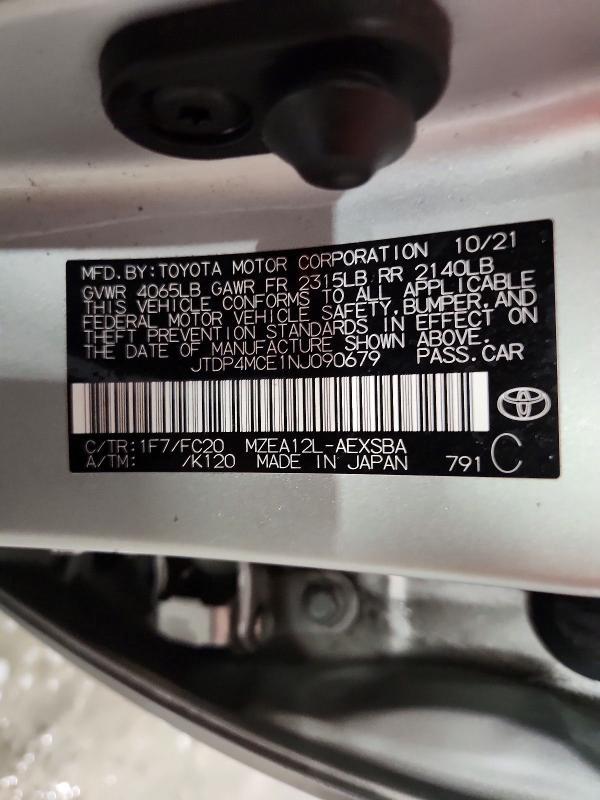 MFD. BY: TOYOTA MOTOR CORPORATION 10/21
GVWR 4065LB GAWR FR 2315LB RR 2140LB
THIS VEHICLE CONFORMS TO ALL APPLICABLE
FEDERAL MOTOR VEHICLE SAFETY, BUMPER, AND
THEFT PREVENTION STANDARDS IN EFFECT ON
THE DATE OF MANUFACTURE SHOWN ABOVE.
JTDP4MCE1NJ090679 PASS. CAR
C/TR: 1F7/FC20 MZEA12L-AEXSBA
A/TM: /K120 MADE IN JAPAN 791 C